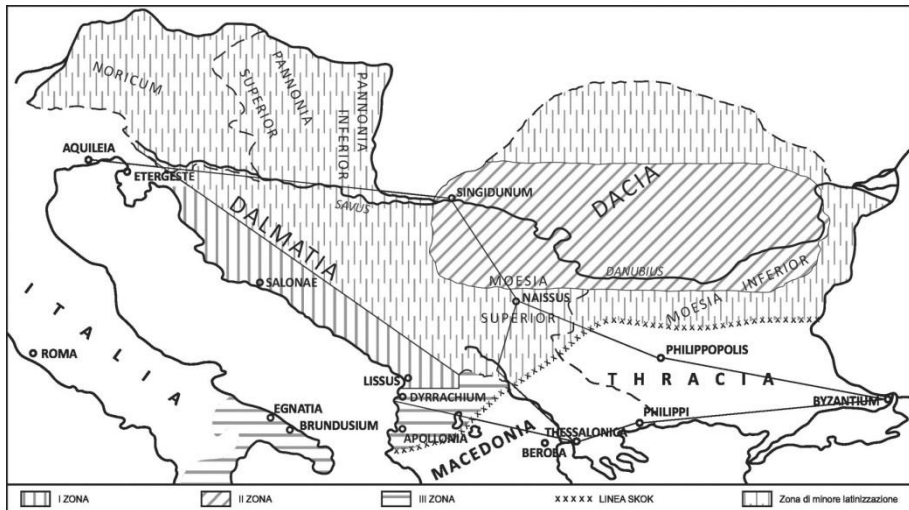 NORICUM
PANNONIA
SUPERIOR
PANNONIA
INFERIOR
AQUILEIA
ETERGESTE
SINGIDUNUM
SAVUS
DALMATIA
DACIA
SALONAE
DANUBIUS
MOESIA
SUPERIOR
NAISSUS
MOESIA INFERIOR
ITALIA
ROMA
PHILIPPOPOLIS
THRACIA
LISSUS
DYRRACHIUM
BYZANTIUM
EGNATIA
BRUNDUSIUM
APOLLONIA
MACEDONIA
PHILIPPI
THESSALONICA
BEROEA
I ZONA
II ZONA
III ZONA
xxxxx LINEA SKOK
Zona di minore latinizzazione